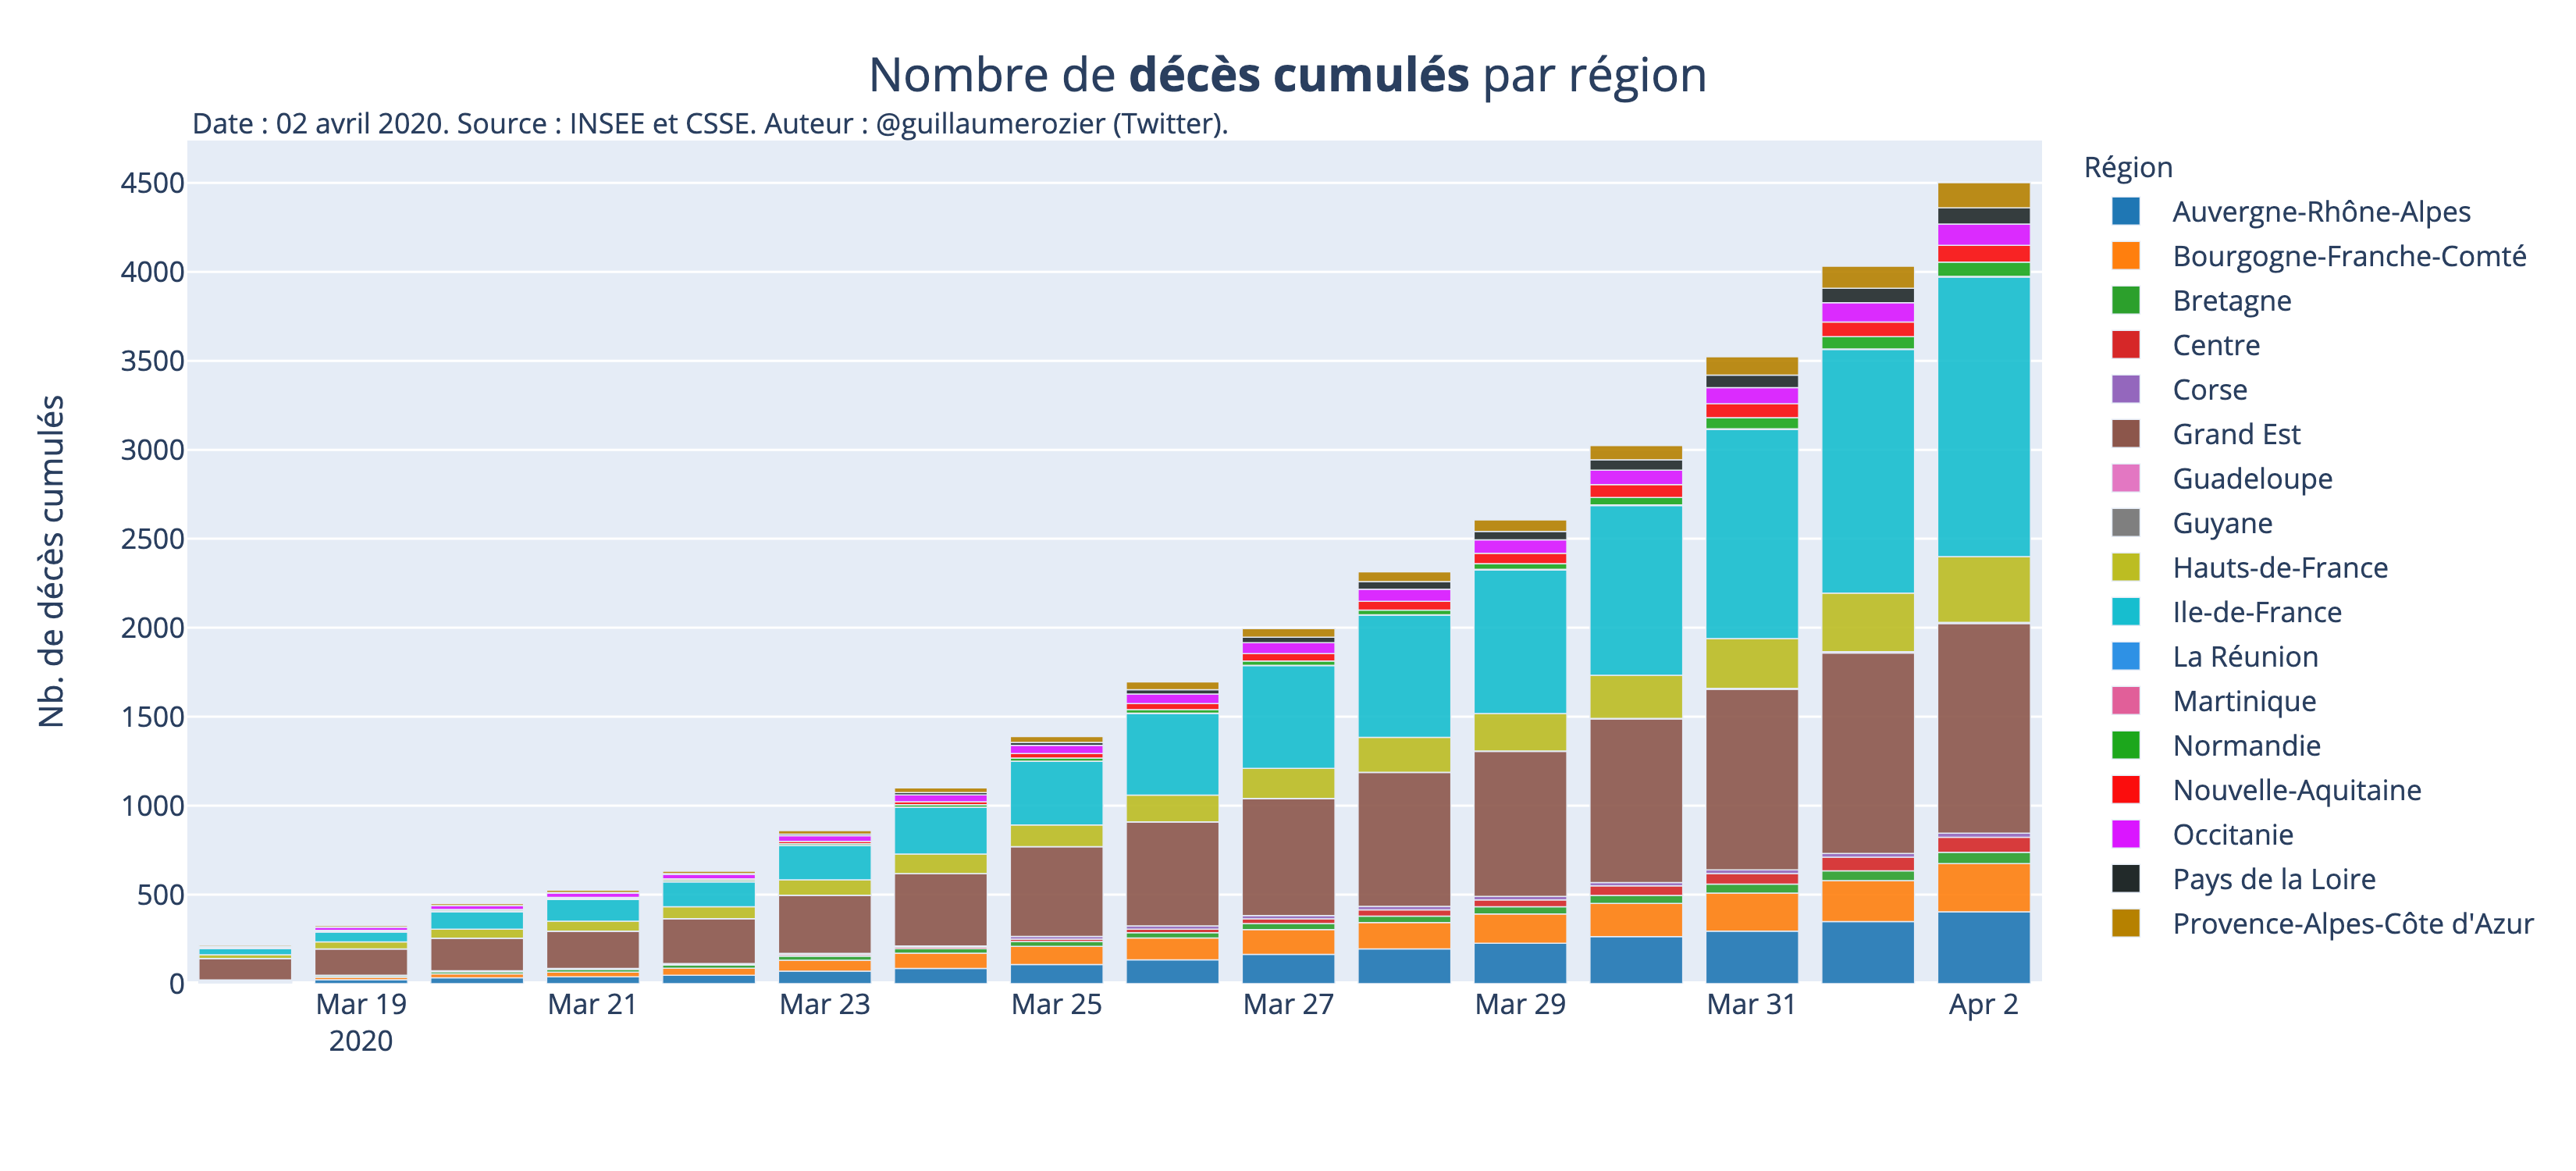 Nombre de décès cumulés par région
Date : 02 avril 2020. Source : INSEE et CSSE. Auteur : @guillaumerozier (Twitter).
Nb. de décès cumulés
4500
4000
3500
3000
2500
2000
1500
1000
500
0
Mar 19
2020
Mar 21
Mar 23
Mar 25
Mar 27
Mar 29
Mar 31
Apr 2
Région
Auvergne-Rhône-Alpes
Bourgogne-Franche-Comté
Bretagne
Centre
Corse
Grand Est
Guadeloupe
Guyane
Hauts-de-France
Ile-de-France
La Réunion
Martinique
Normandie
Nouvelle-Aquitaine
Occitanie
Pays de la Loire
Provence-Alpes-Côte d'Azur